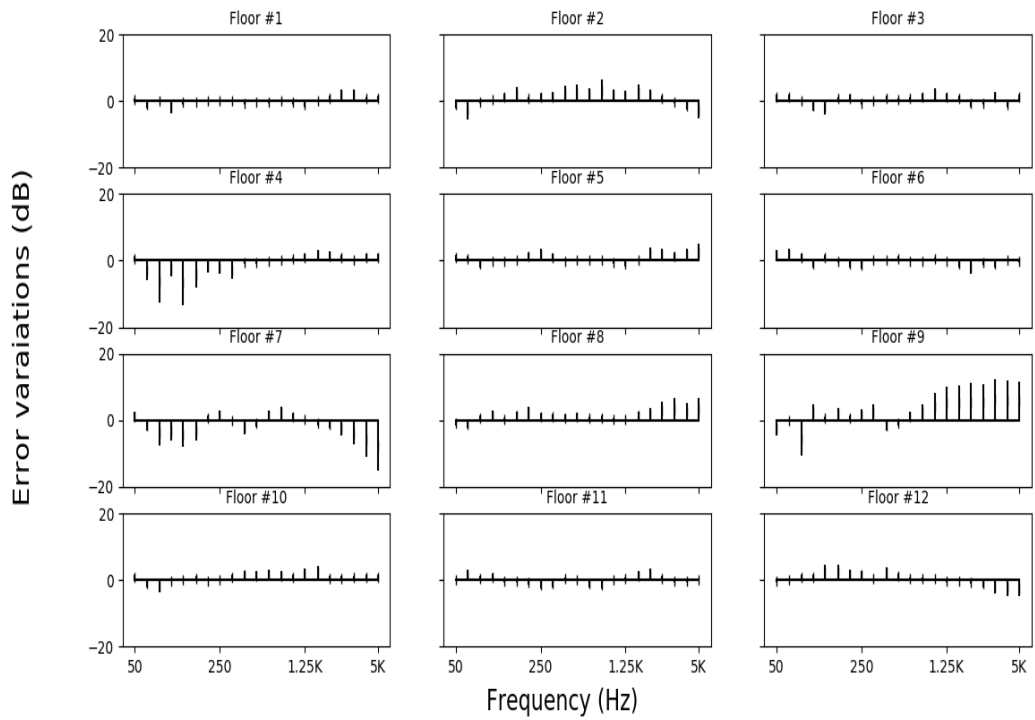 Floor #1 Floor #2 Floor #3
20
0
−20
Floor #4 Floor #5 Floor #6
20
0
−20
Floor #7 Floor #8 Floor #9
20
0
−20
Floor #10 Floor #11 Floor #12
20
0
−20
50 250 1.25K 5K 50 250 1.25K 5K 50 250 1.25K 5K
Frequency (Hz)
Error varaiations (dB)